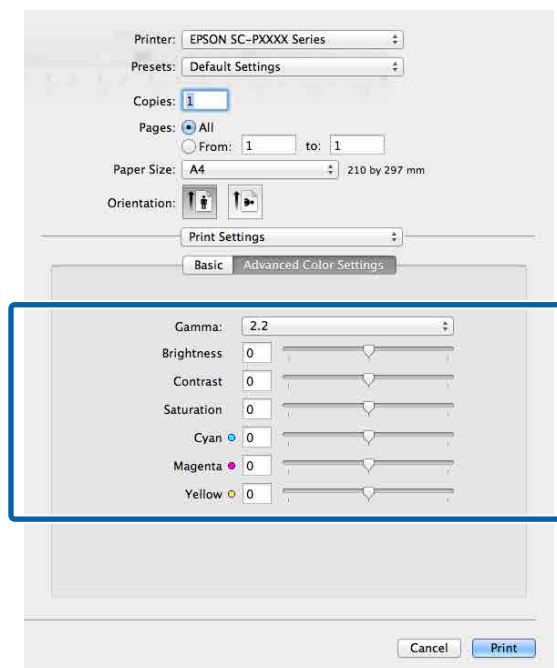 Printer: EPSON SC-PXXXX Series
Presets: Default Settings
Copies: 1
Pages: All
From: 1 to: 1
Paper Size: A4 210 by 297 mm
Orientation:
Print Settings
Basic Advanced Color Settings
Gamma: 2.2
Brightness 0
Contrast 0
Saturation 0
Cyan 0
Magenta 0
Yellow 0
Cancel Print